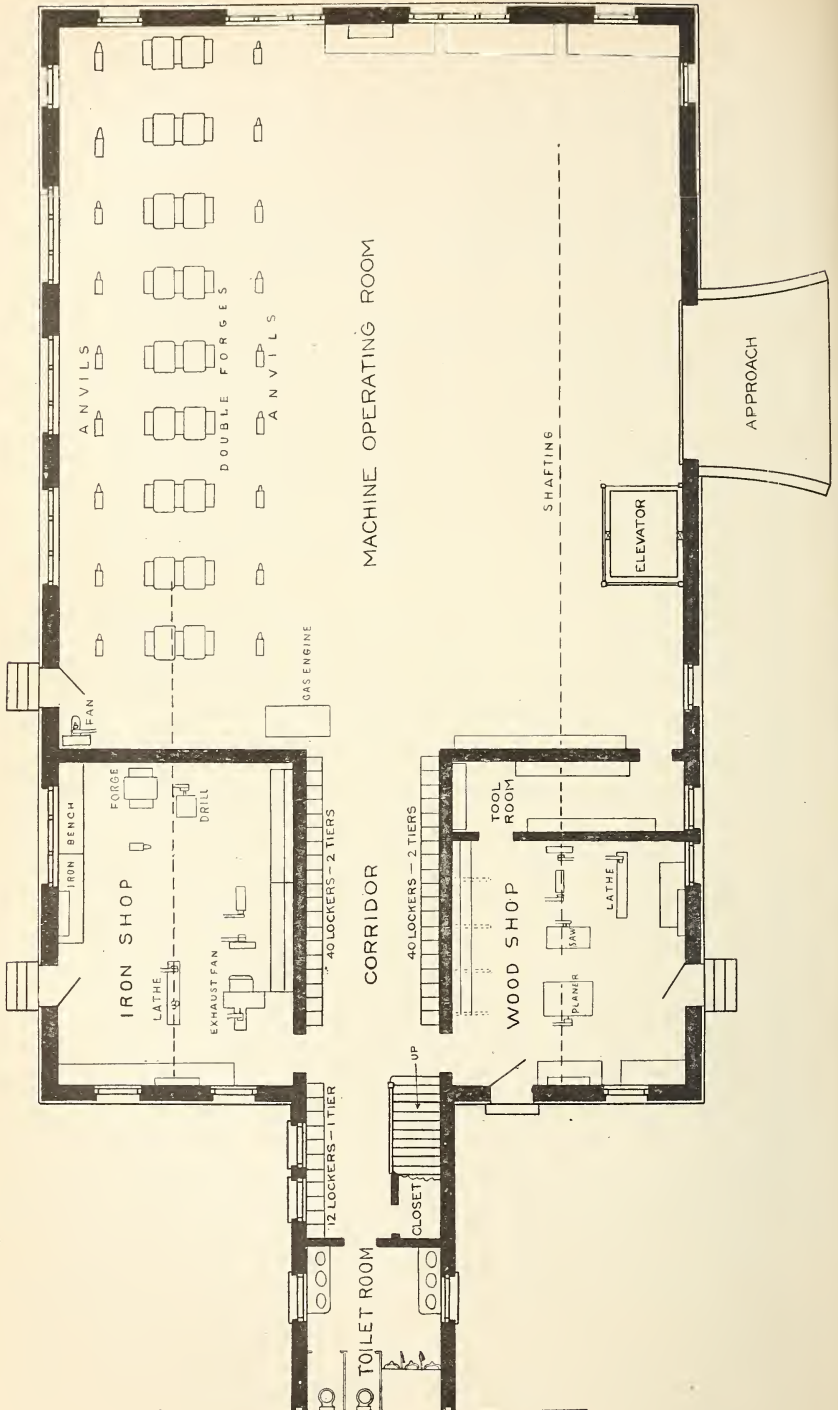 ANVILS
DOUBLE FORGES
ANVILS
MACHINE OPERATING ROOM
SHAFTING
APPROACH
ELEVATOR
GAS ENGINE
FAN
IRON BENCH
FORGE
DRILL
IRON SHOP
LATHE
EXHAUST FAN
40 LOCKERS – 2 TIERS
CORRIDOR
40 LOCKERS – 2 TIERS
TOOL ROOM
WOOD SHOP
LATHE
SAW
PLANER
UP
12 LOCKERS – 1 TIER
CLOSET
TOILET ROOM